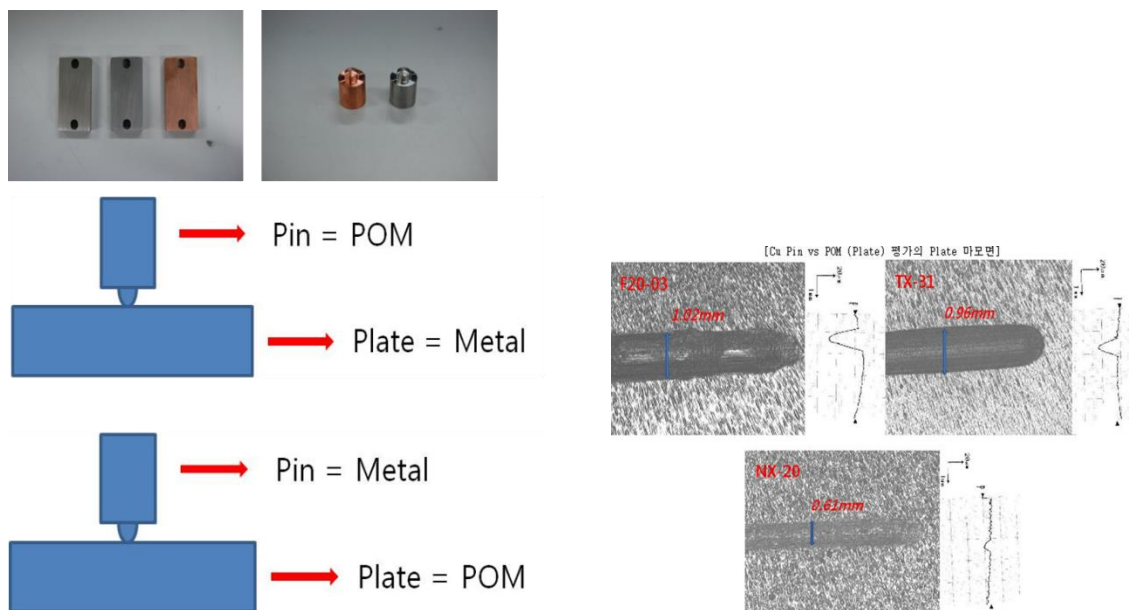 Pin = POM
Plate = Metal
Pin = Metal
Plate = POM
[Cu Pin vs POM (Plate) 평가의 Plate 마모면]
F20-03
1.02mm
TX-31
0.96mm
NX-20
0.61mm